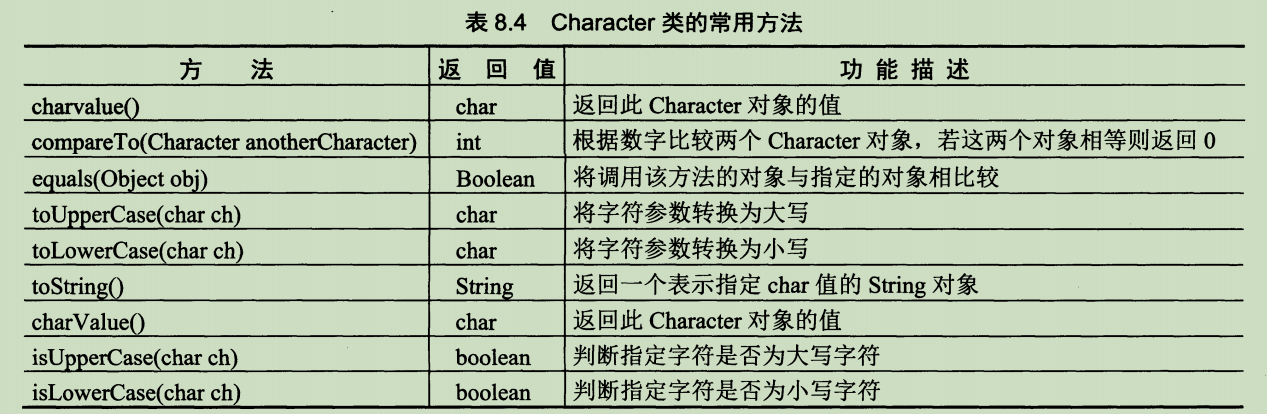 表 8.4 Character 类的常用方法
方 法 返 回 值 功 能 描 述
charvalue() char 返回此 Character 对象的值
compareTo(Character anotherCharacter) int 根据数字比较两个 Character 对象，若这两个对象相等则返回 0
equals(Object obj) Boolean 将调用该方法的对象与指定的对象相比较
toUpperCase(char ch) char 将字符参数转换为大写
toLowerCase(char ch) char 将字符参数转换为小写
toString() String 返回一个表示指定 char 值的 String 对象
charValue() char 返回此 Character 对象的值
isUpperCase(char ch) boolean 判断指定字符是否为大写字符
isLowerCase(char ch) boolean 判断指定字符是否为小写字符